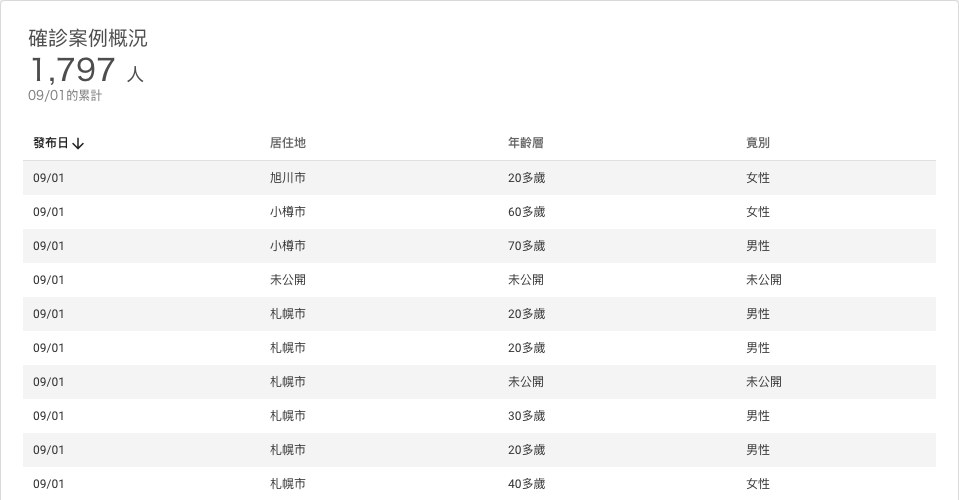 確診案例概況
1,797 人
09/01的累計
發布日↓ 居住地 年齡層 竟別
09/01 旭川市 20多歲 女性
09/01 小樽市 60多歲 女性
09/01 小樽市 70多歲 男性
09/01 未公開 未公開 未公開
09/01 札幌市 20多歲 男性
09/01 札幌市 20多歲 男性
09/01 札幌市 未公開 未公開
09/01 札幌市 30多歲 男性
09/01 札幌市 20多歲 男性
09/01 札幌市 40多歲 女性